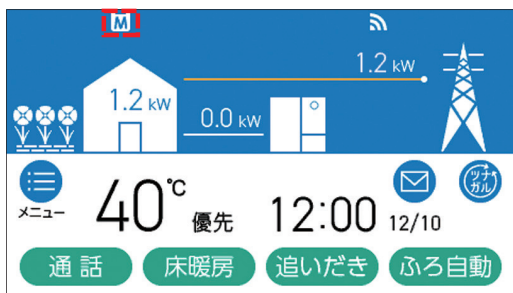 M
1.2 kW
1.2 kW
0.0 kW
メニュー
40℃
優先
12:00
12/10
ツナガル
通話
床暖房
追いだき
ふろ自動